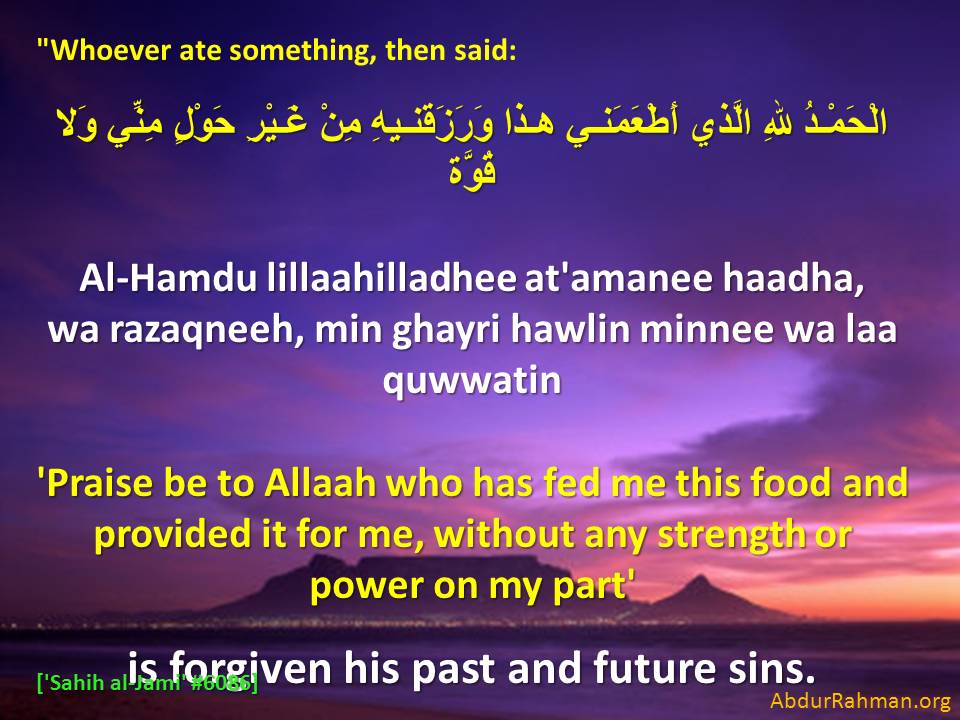 "Whoever ate something, then said:
الْحَمْـدُ للهِ الَّذي أَطْعَمَنـي هـذا وَرَزَقَنـيهِ مِنْ غَـيْرِ حَوْلٍ مِنِّي وَلا
قُوَّة
Al-Hamdu lillaahilladhee at'amanee haadha,
wa razaqneeh, min ghayri hawlin minnee wa laa
quwwatin
'Praise be to Allaah who has fed me this food and
provided it for me, without any strength or
power on my part'
is forgiven his past and future sins.
['Sahih al-Jami' #6086]
AbdurRahman.org